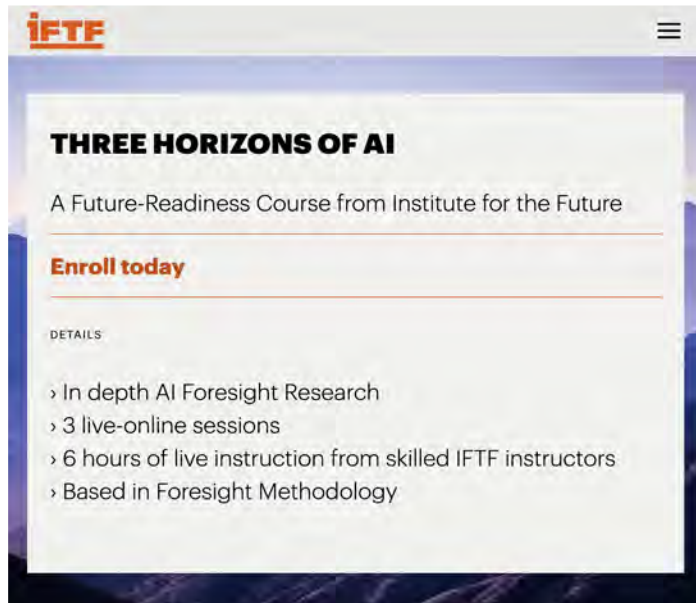 IFTF
THREE HORIZONS OF AI
A Future-Readiness Course from Institute for the Future
Enroll today
DETAILS
› In depth AI Foresight Research
› 3 live-online sessions
› 6 hours of live instruction from skilled IFTF instructors
› Based in Foresight Methodology